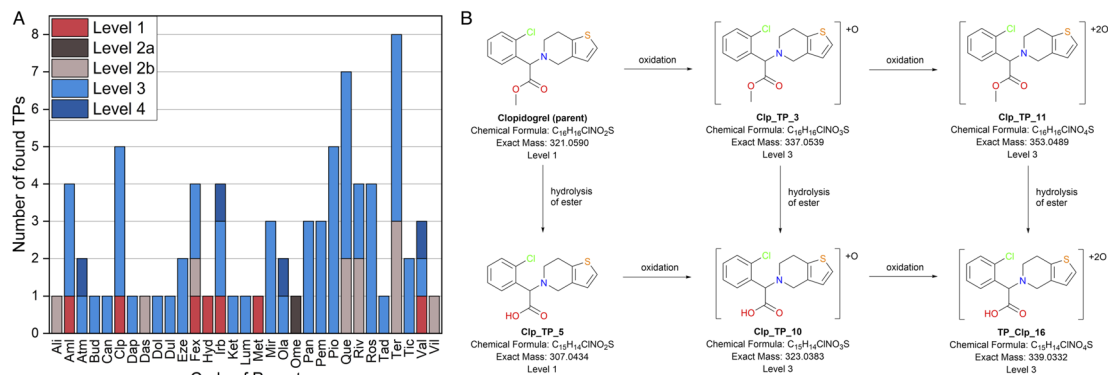 A
Level 1
Level 2a
Level 2b
Level 3
Level 4
Number of found TPs
8
7
6
5
4
3
2
1
0
Ali
Ami
Atn
Bud
Can
Clp
Dap
Das
Dol
Dul
Eze
Fex
Hyd
Irb
Ket
Lum
Met
Mir
Ola
Ome
Pan
Pern
Pio
Que
Riv
Ros
Tad
Ter
Tic
Val
Vil
B
Cl
S
N
O
O
Clopidogrel (parent)
Chemical Formula: C₁₆H₁₆ClNO₂S
Exact Mass: 321.0590
Level 1
oxidation
Cl
S
N
O
O
+O
Clp_TP_3
Chemical Formula: C₁₆H₁₆ClNO₃S
Exact Mass: 337.0539
Level 3
oxidation
Cl
S
N
O
O
+2O
Clp_TP_11
Chemical Formula: C₁₆H₁₆ClNO₄S
Exact Mass: 353.0489
Level 3
hydrolysis
of ester
hydrolysis
of ester
hydrolysis
of ester
Cl
S
N
HO
O
Clp_TP_5
Chemical Formula: C₁₅H₁₄ClNO₂S
Exact Mass: 307.0434
Level 1
oxidation
Cl
S
N
HO
O
+O
Clp_TP_10
Chemical Formula: C₁₅H₁₄ClNO₃S
Exact Mass: 323.0383
Level 3
oxidation
Cl
S
N
HO
O
+2O
TP_Clp_16
Chemical Formula: C₁₅H₁₄ClNO₄S
Exact Mass: 339.0332
Level 3